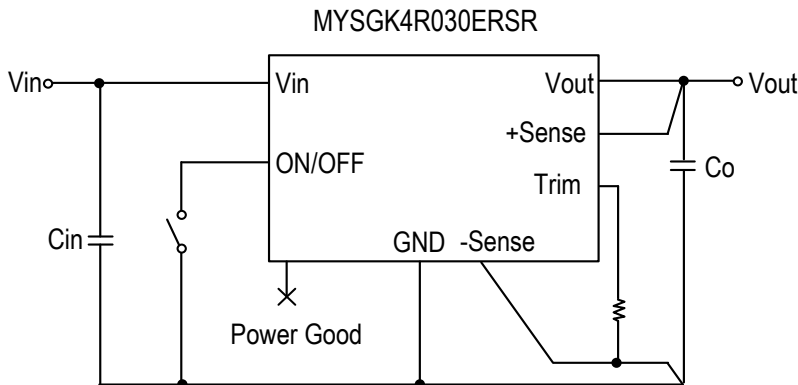 MYSGK4R030ERSR
Vin
Vin
Vout
Vout
+Sense
ON/OFF
Trim
Co
Cin
GND
-Sense
Power Good